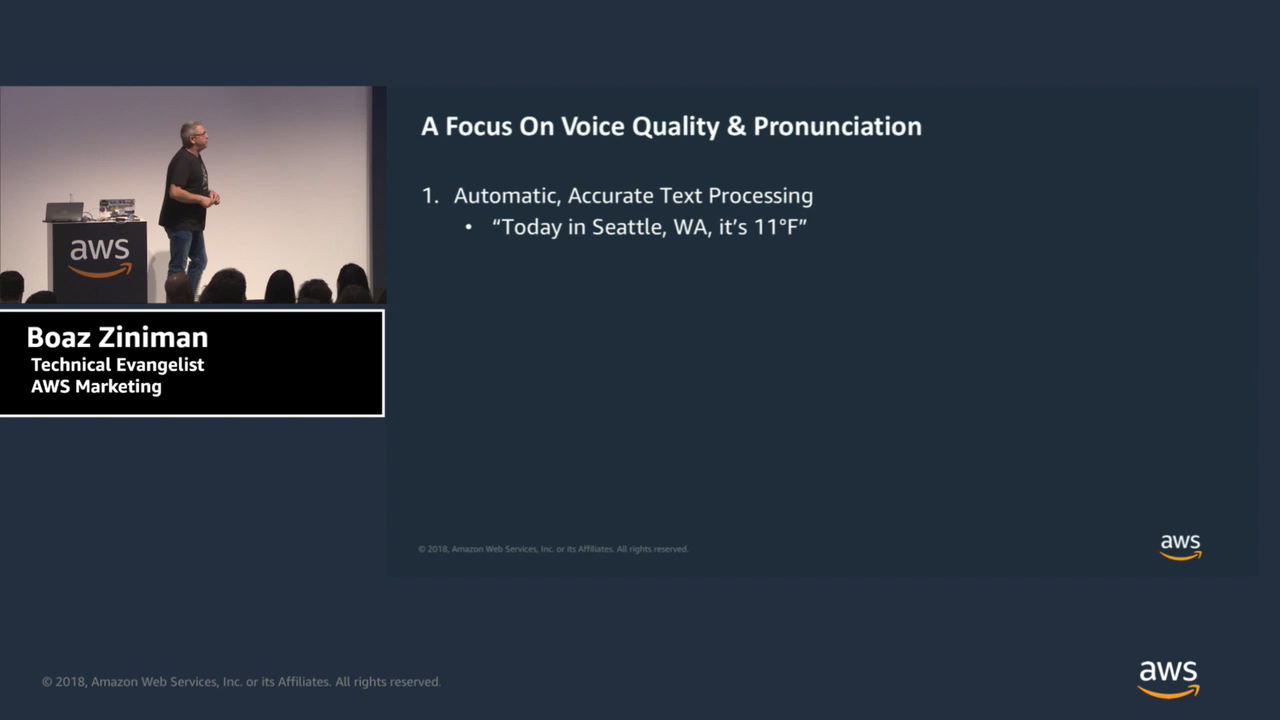 A Focus On Voice Quality & Pronunciation
1. Automatic, Accurate Text Processing
• “Today in Seattle, WA, it’s 11°F”
aws
Boaz Ziniman
Technical Evangelist
AWS Marketing
© 2018, Amazon Web Services, Inc. or its Affiliates. All rights reserved.
aws
© 2018, Amazon Web Services, Inc. or its Affiliates. All rights reserved.
aws